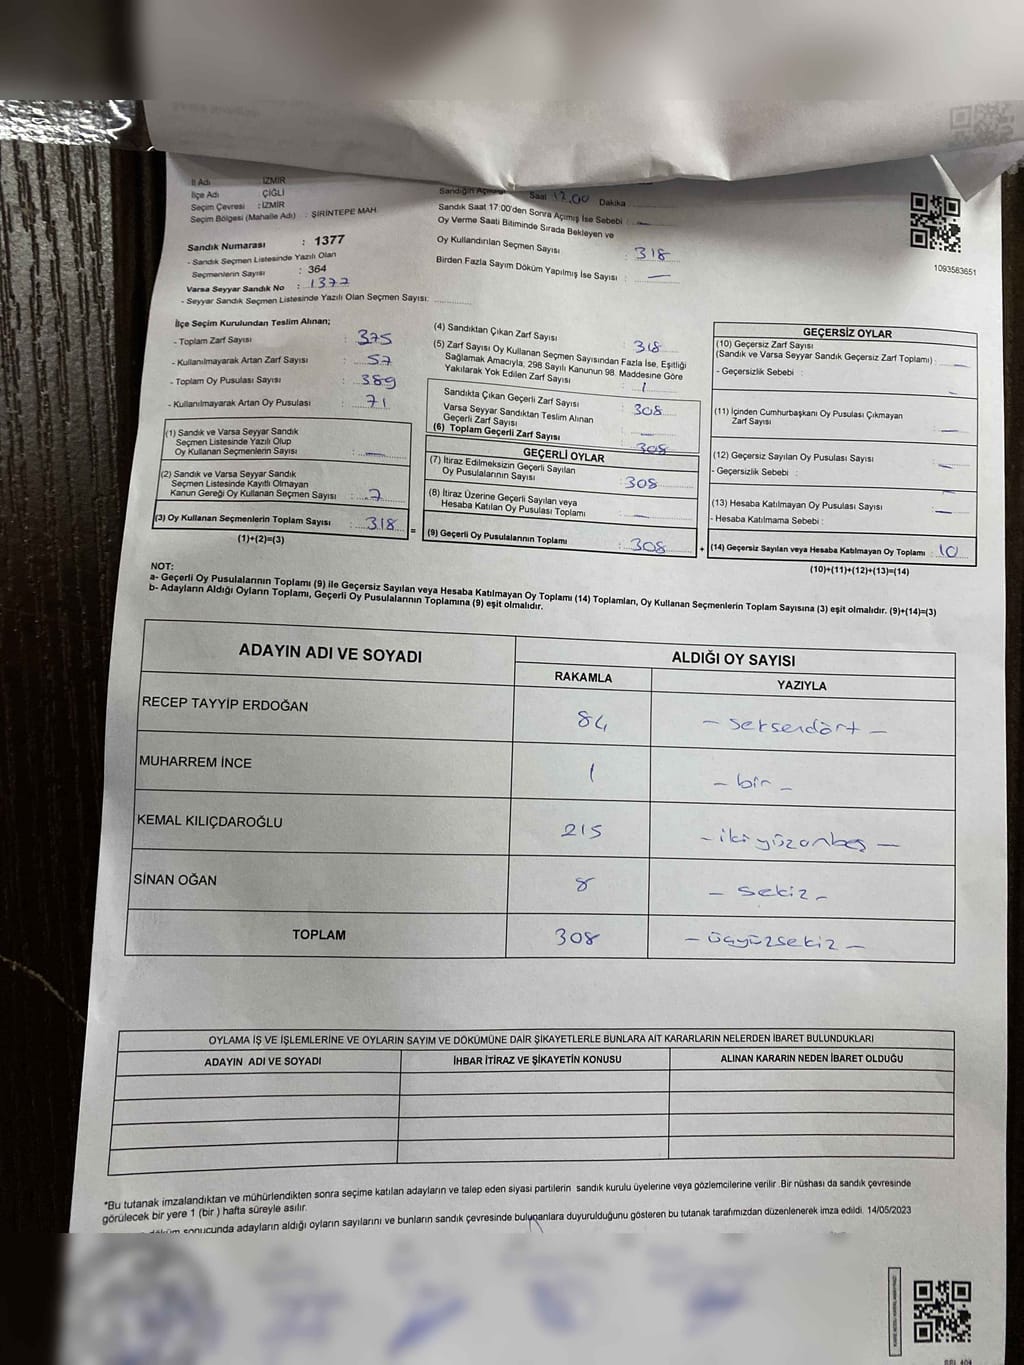 İl Adı : İZMİR
İlçe Adı : ÇİĞLİ
Seçim Çevresi : İZMİR
Seçim Bölgesi (Mahalle Adı) : ŞİRİNTEPE MAH.
Sandık Numarası : 1377
- Sandık Seçmen Listesinde Yazılı Olan
Seçmenlerin Sayısı : 364
Varsa Seyyar Sandık No : 1377
- Seyyar Sandık Seçmen Listesinde Yazılı Olan Seçmen Sayısı:
Sandığın Saat 17.00 Dakika
Sandık Saat 17:00'den Sonra Açımış İse Sebebi : —
Oy Verme Saati Bitiminde Sırada Bekleyen ve
Oy Kullandırılan Seçmen Sayısı : 318
Birden Fazla Sayım Döküm Yapılmış İse Sayısı : —
1093583651
İlçe Seçim Kurulundan Teslim Alınan;
- Toplam Zarf Sayısı : 375
- Kullanılmayarak Artan Zarf Sayısı : 57
- Toplam Oy Pusulası Sayısı : 389
- Kullanılmayarak Artan Oy Pusulası : 71
(1) Sandık ve Varsa Seyyar Sandık
Seçmen Listesinde Yazılı Olup
Oy Kullanan Seçmenlerin Sayısı : —
(2) Sandık ve Varsa Seyyar Sandık
Seçmen Listesinde Kayıtlı Olmayan
Kanun Gereği Oy Kullanan Seçmen Sayısı : 7
(3) Oy Kullanan Seçmenlerin Toplam Sayısı : 318
(1)+(2)=(3)
=
(4) Sandıktan Çıkan Zarf Sayısı : 318
(5) Zarf Sayısı Oy Kullanan Seçmen Sayısından Fazla İse, Eşitliği
Sağlamak Amacıyla, 298 Sayılı Kanunun 98. Maddesine Göre
Yakılarak Yok Edilen Zarf Sayısı : 1
Sandıkta Çıkan Geçerli Zarf Sayısı : 308
Varsa Seyyar Sandıktan Teslim Alınan
Geçerli Zarf Sayısı : —
(6) Toplam Geçerli Zarf Sayısı : 308
GEÇERLİ OYLAR
(7) İtiraz Edilmeksizin Geçerli Sayılan
Oy Pusulalarının Sayısı : 308
(8) İtiraz Üzerine Geçerli Sayılan veya
Hesaba Katılan Oy Pusulası Toplamı : —
(9) Geçerli Oy Pusulalarının Toplamı : 308
+
GEÇERSİZ OYLAR
(10) Geçersiz Zarf Sayısı
(Sandık ve Varsa Seyyar Sandık Geçersiz Zarf Toplamı) : —
- Geçersizlik Sebebi : —
(11) İçinden Cumhurbaşkanı Oy Pusulası Çıkmayan
Zarf Sayısı : —
(12) Geçersiz Sayılan Oy Pusulası Sayısı : —
- Geçersizlik Sebebi : —
(13) Hesaba Katılmayan Oy Pusulası Sayısı : —
- Hesaba Katılmama Sebebi :
(14) Geçersiz Sayılan veya Hesaba Katılmayan Oy Toplamı : 10
(10)+(11)+(12)+(13)=(14)
NOT:
a- Geçerli Oy Pusulalarının Toplamı (9) ile Geçersiz Sayılan veya Hesaba Katılmayan Oy Toplamı (14) Toplamları, Oy Kullanan Seçmenlerin Toplam Sayısına (3) eşit olmalıdır. (9)+(14)=(3)
b- Adayların Aldığı Oyların Toplamı, Geçerli Oy Pusulalarının Toplamına (9) eşit olmalıdır.
ADAYIN ADI VE SOYADI ALDIĞI OY SAYISI
RAKAMLA YAZIYLA
RECEP TAYYİP ERDOĞAN 84 – seksendört –
MUHARREM İNCE 1 – bir –
KEMAL KILIÇDAROĞLU 215 – ikiyüzonbeş –
SİNAN OĞAN 8 – sekiz –
TOPLAM 308 – üçyüzsekiz –
OYLAMA İŞ VE İŞLEMLERİNE VE OYLARIN SAYIM VE DÖKÜMÜNE DAİR ŞİKAYETLERLE BUNLARA AİT KARARLARIN NELERDEN İBARET BULUNDUKLARI
ADAYIN ADI VE SOYADI İHBAR İTİRAZ VE ŞİKAYETİN KONUSU ALINAN KARARIN NEDEN İBARET OLDUĞU
*Bu tutanak imzalandıktan ve mühürlendikten sonra seçime katılan adayların ve talep eden siyasi partilerin sandık kurulu üyelerine veya gözlemcilerine verilir. Bir nüshası da sandık çevresinde
görülecek bir yere 1 (bir ) hafta süreyle asılır.
sonucunda adayların aldığı oyların sayılarını ve bunların sandık çevresinde bulunanlara duyurulduğunu gösteren bu tutanak tarafımızdan düzenlenerek imza edildi. 14/05/2023